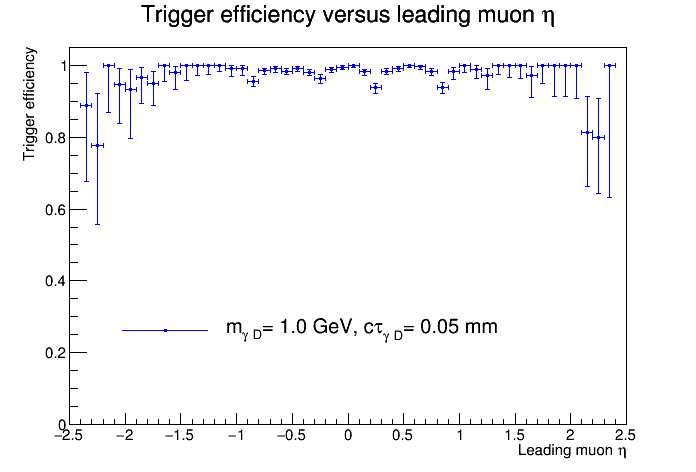 Trigger efficiency versus leading muon η
Trigger efficiency
1
0.8
0.6
0.4
0.2
0
mγ D= 1.0 GeV, cτγ D= 0.05 mm
−2.5 −2 −1.5 −1 −0.5 0 0.5 1 1.5 2 2.5
Leading muon η